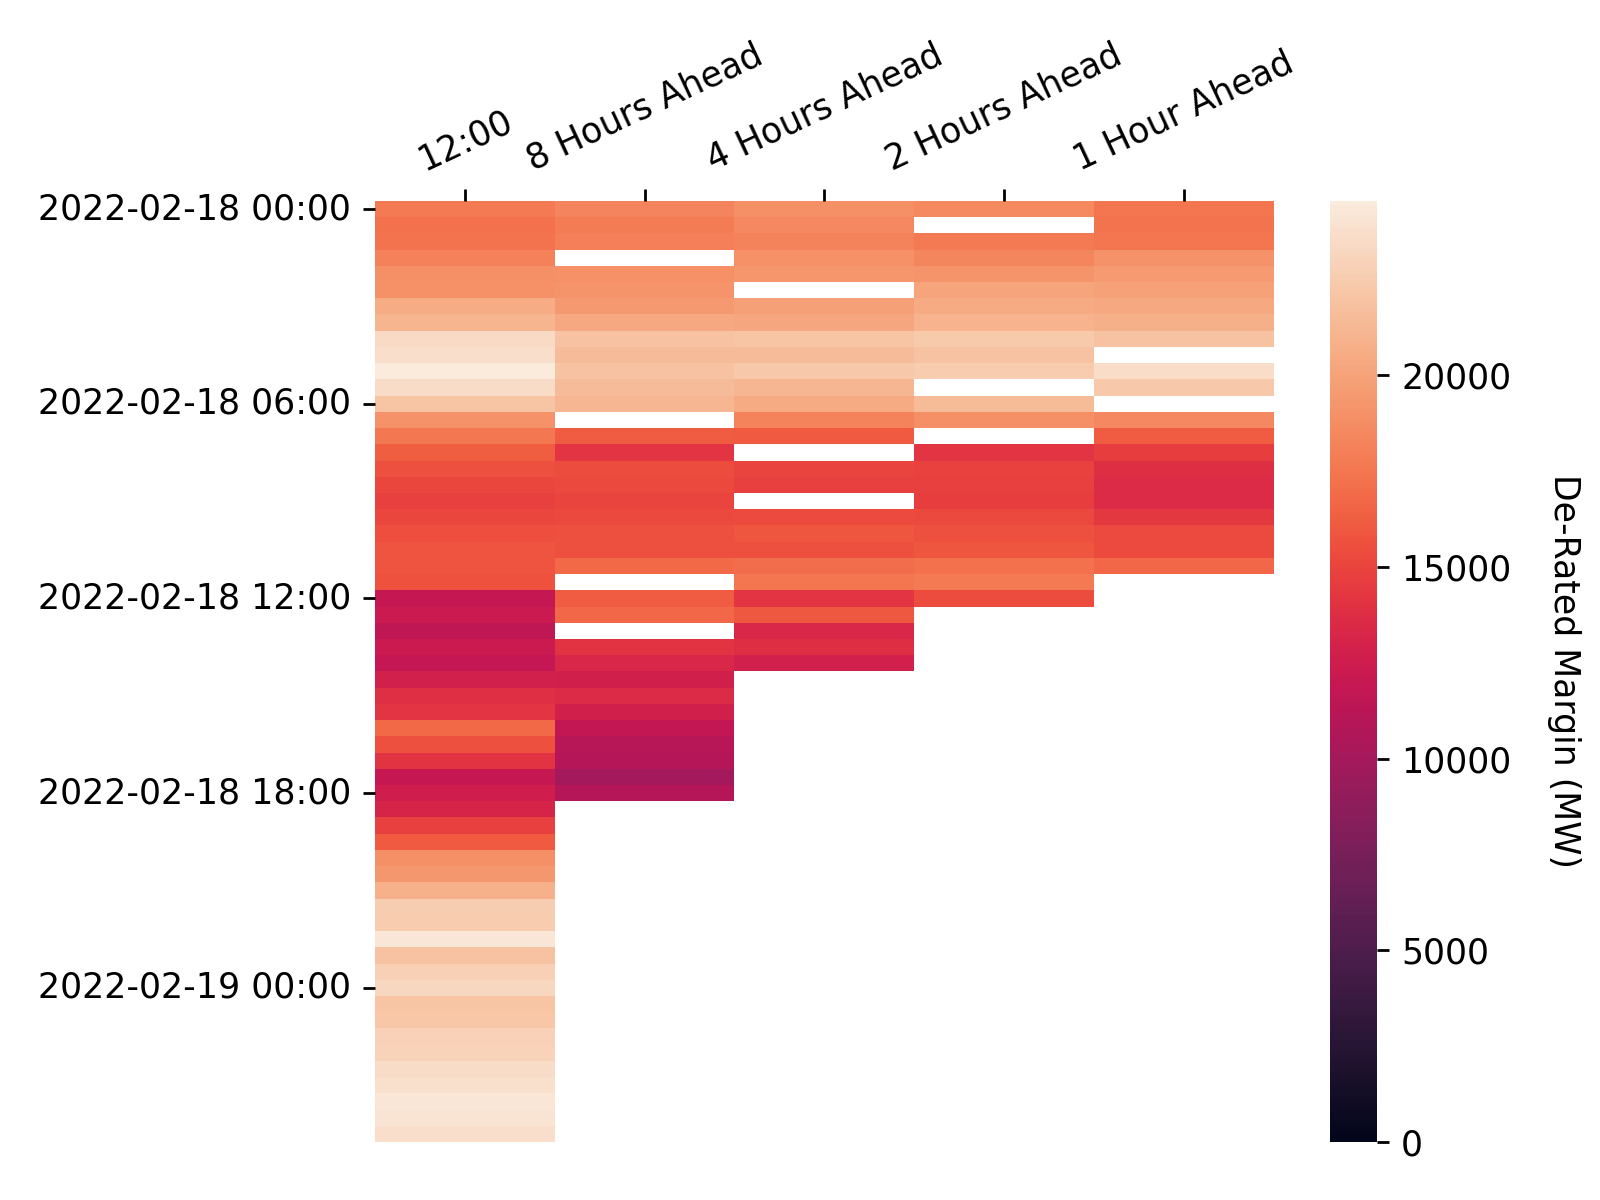 12:00
8 Hours Ahead
4 Hours Ahead
2 Hours Ahead
1 Hour Ahead
2022-02-18 00:00
2022-02-18 06:00
2022-02-18 12:00
2022-02-18 18:00
2022-02-19 00:00
20000
15000
10000
5000
0
De-Rated Margin (MW)